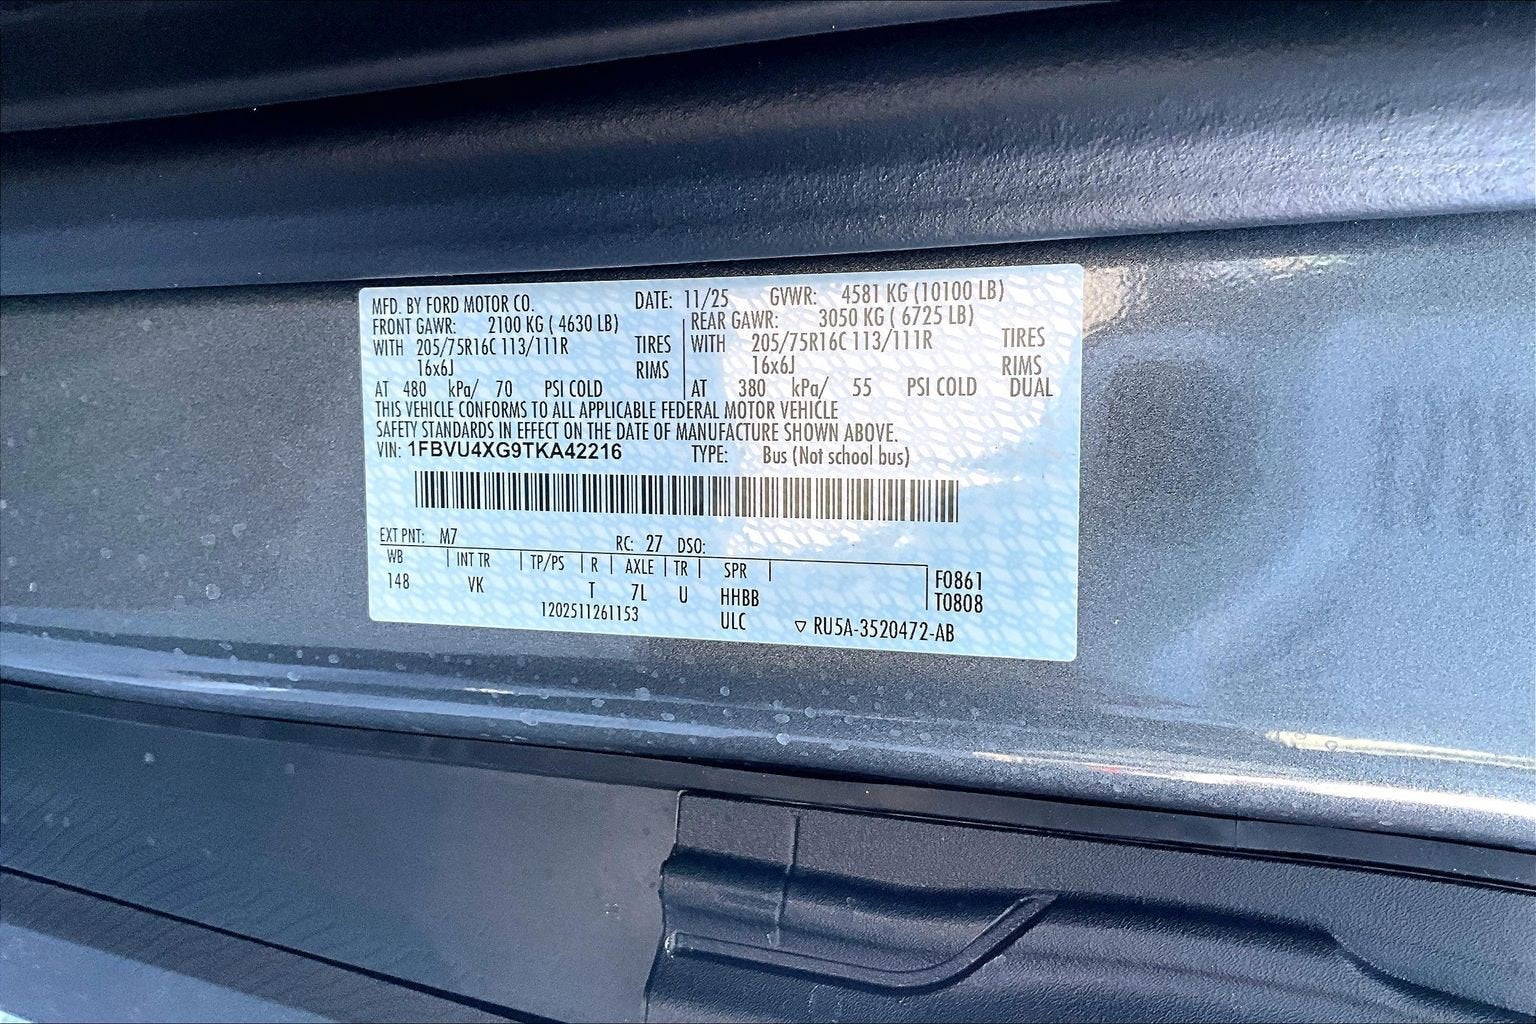 MFD. BY FORD MOTOR CO. DATE: 11/25 GVWR: 4581 KG (10100 LB)
FRONT GAWR: 2100 KG ( 4630 LB) REAR GAWR: 3050 KG ( 6725 LB)
WITH 205/75R16C 113/111R TIRES WITH 205/75R16C 113/111R TIRES
16x6J RIMS 16x6J RIMS
AT 480 kPa/ 70 PSI COLD AT 380 kPa/ 55 PSI COLD DUAL
THIS VEHICLE CONFORMS TO ALL APPLICABLE FEDERAL MOTOR VEHICLE
SAFETY STANDARDS IN EFFECT ON THE DATE OF MANUFACTURE SHOWN ABOVE.
VIN: 1FBVU4XG9TKA42216 TYPE: Bus (Not school bus)
EXT PNT: M7 RC: 27 DSO:
WB INT TR TP/PS R AXLE TR SPR
148 VK T 7L U HHBB F0861
T0808
1202511261153 ULC ▽ RU5A-3520472-AB